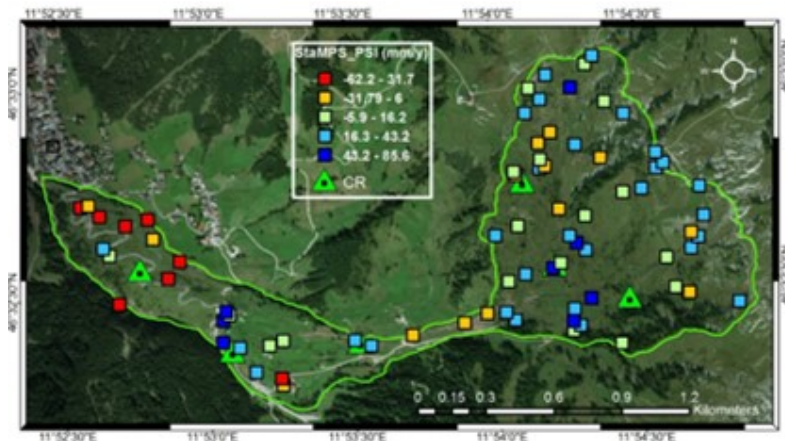 11°52'30"E 11°53'0"E 11°53'30"E 11°54'0"E 11°54'30"E
StaMPS_PSI (mm/y)
-62.2 - 31.7
-31.79 - 6
-5.9 - 16.2
16.3 - 43.2
43.2 - 85.6
CR
N
W
E
S
0 0.15 0.3 0.6 0.9 1.2
Kilometers
11°52'30"E 11°53'0"E 11°53'30"E 11°54'0"E 11°54'30"E